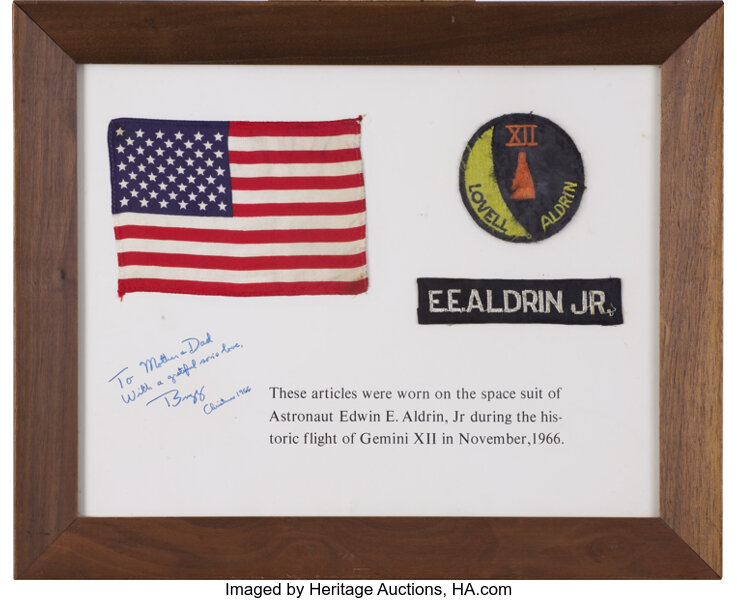 XII
LOVELL ALDRIN
E.E.ALDRIN JR.
To Mother + Dad
With a grateful son's love,
Buzz
Christmas 1966
These articles were worn on the space suit of
Astronaut Edwin E. Aldrin, Jr during the his-
toric flight of Gemini XII in November,1966.
Imaged by Heritage Auctions, HA.com